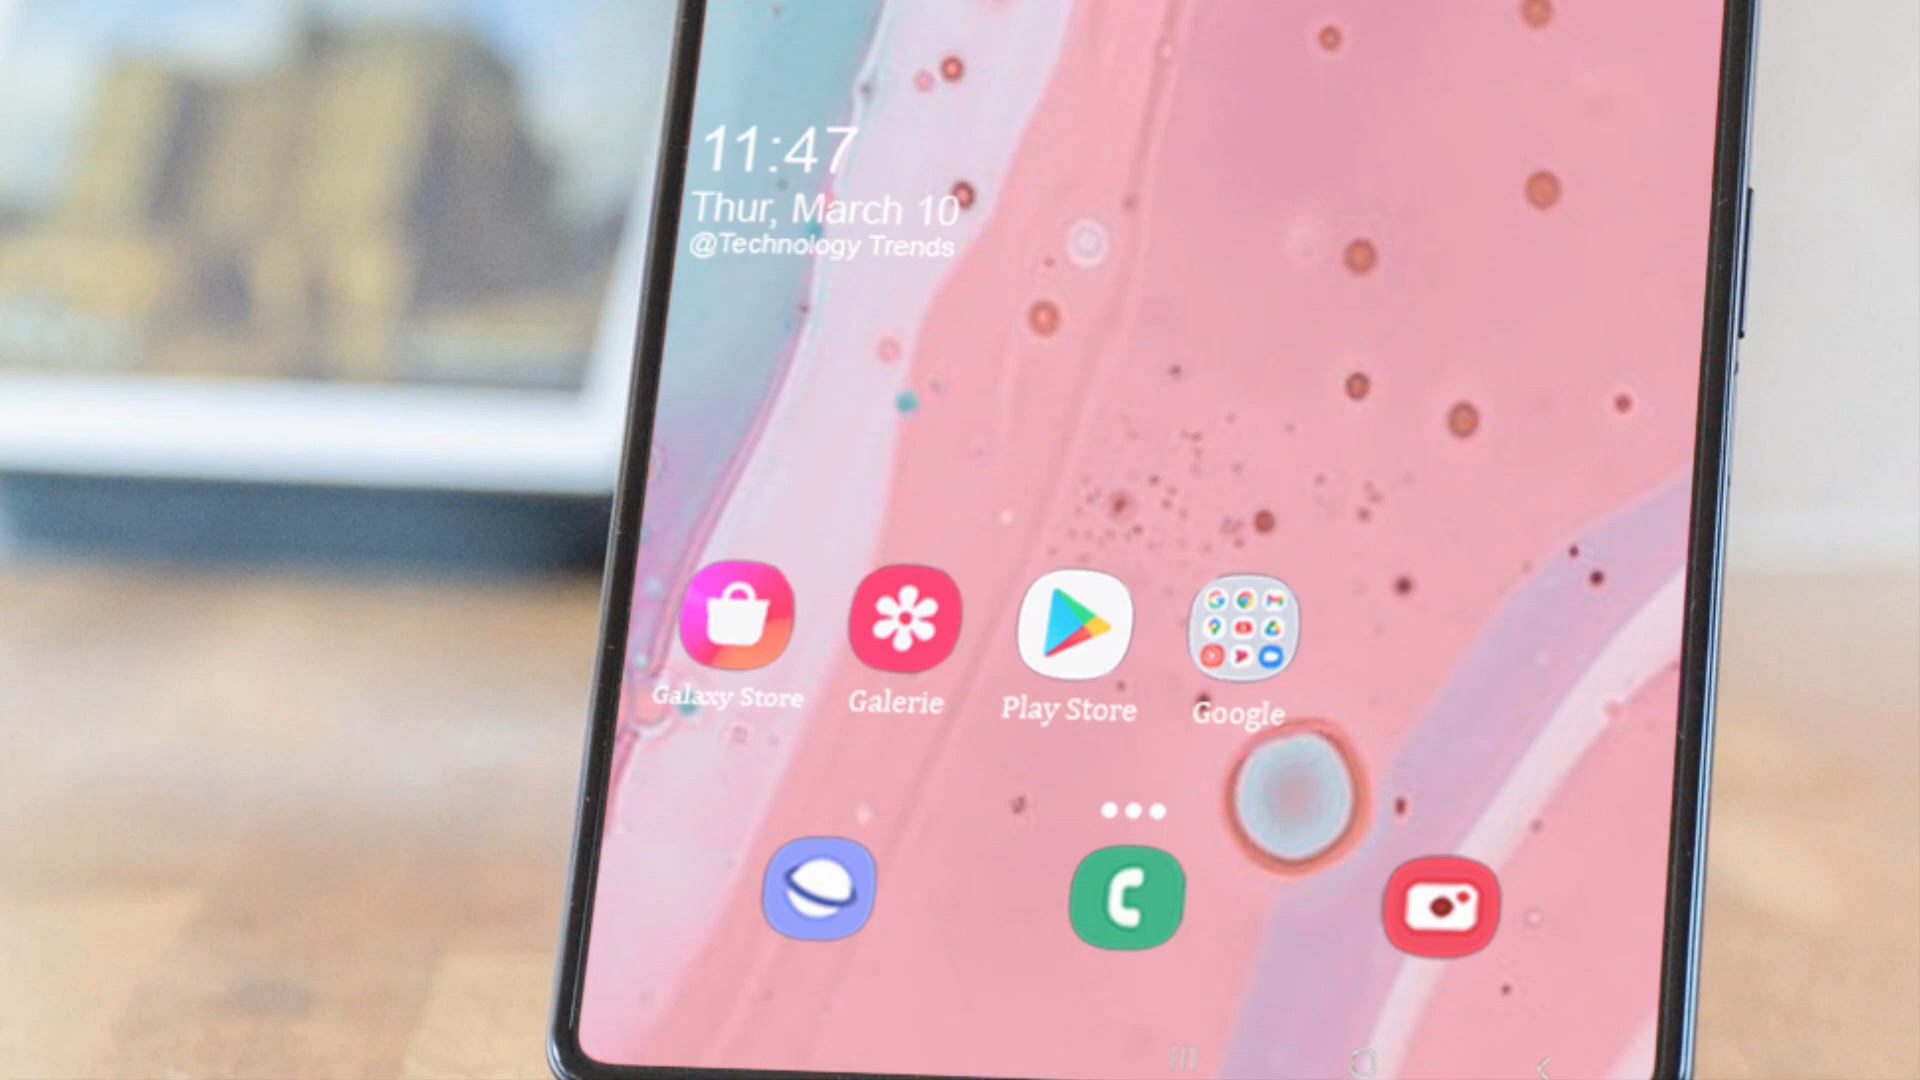 11:47
Thur, March 10
@Technology Trends
Galaxy Store
Galerie
Play Store
Google